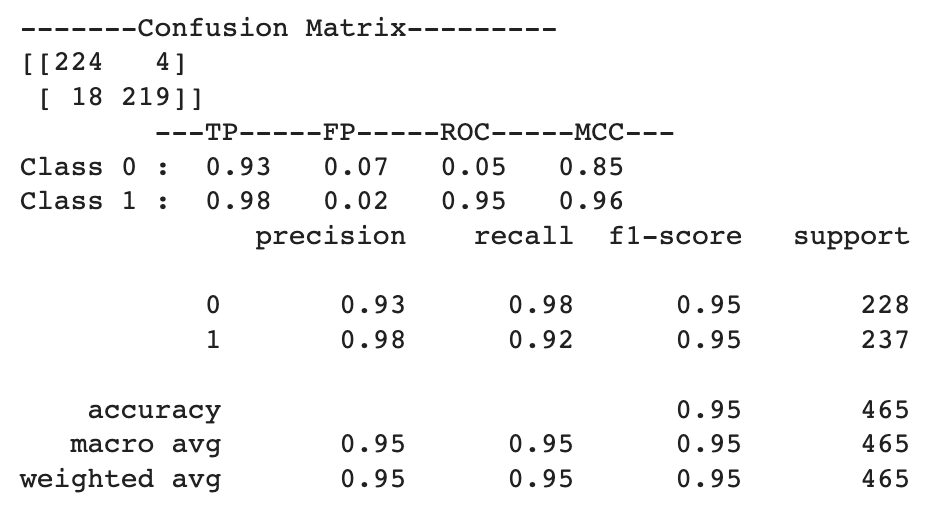 -------Confusion Matrix---------
[[224   4]
 [ 18 219]]
        ---TP-----FP-----ROC-----MCC---
Class 0 :  0.93   0.07   0.05   0.85
Class 1 :  0.98   0.02   0.95   0.96
              precision    recall  f1-score   support

           0       0.93      0.98      0.95       228
           1       0.98      0.92      0.95       237

    accuracy                           0.95       465
   macro avg       0.95      0.95      0.95       465
weighted avg       0.95      0.95      0.95       465